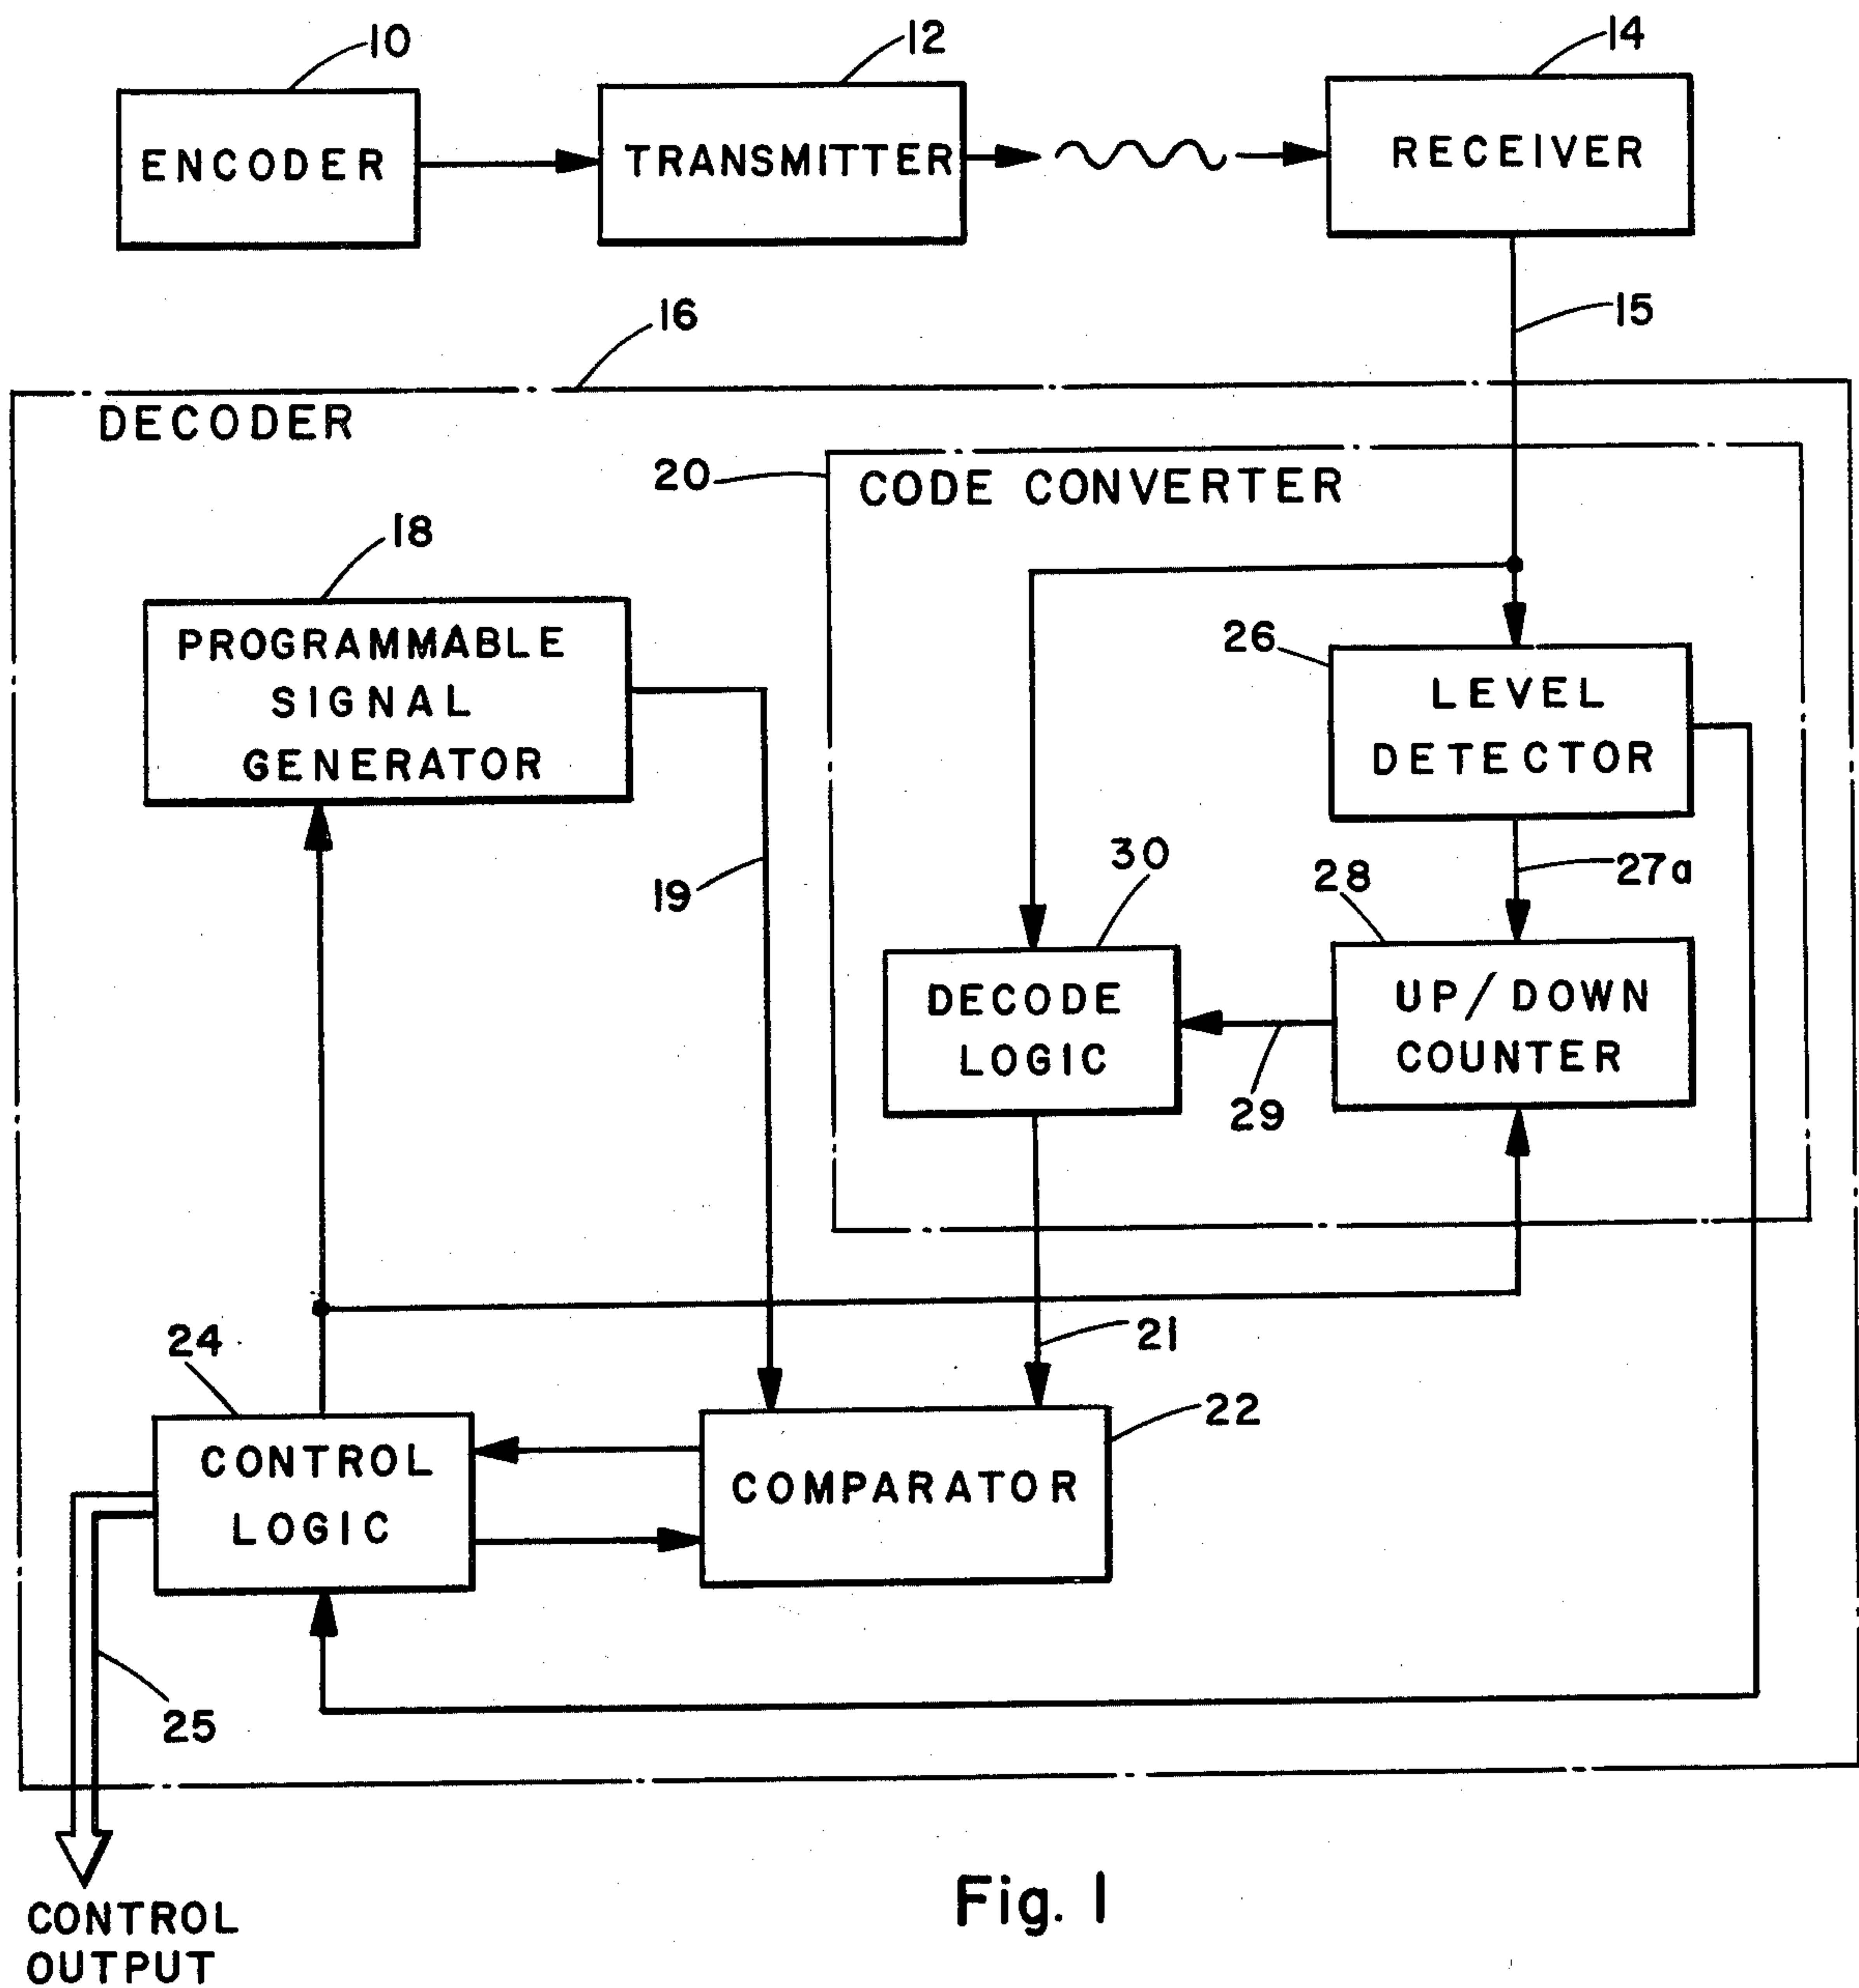 10
12
14
ENCODER
TRANSMITTER
RECEIVER
15
16
DECODER
20
CODE CONVERTER
18
PROGRAMMABLE
SIGNAL
GENERATOR
26
LEVEL
DETECTOR
19
30
28
27a
DECODE
LOGIC
UP/DOWN
COUNTER
29
21
24
22
CONTROL
LOGIC
COMPARATOR
25
CONTROL
OUTPUT
Fig. 1